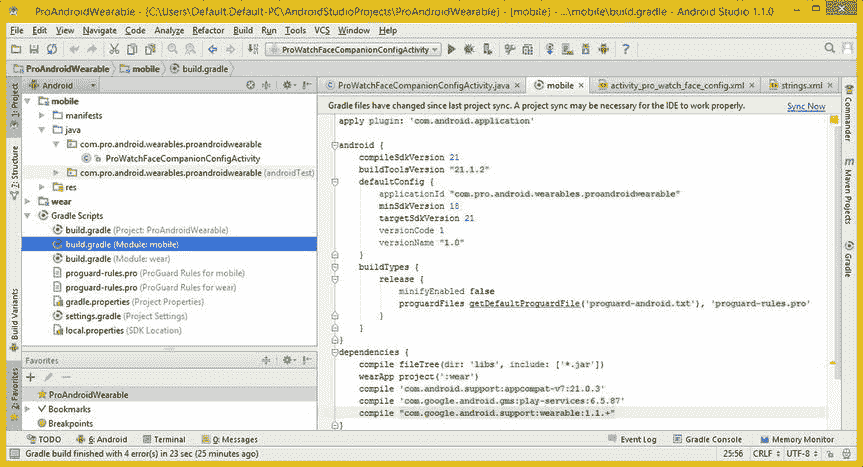 ProAndroidWearable - [C:\Users\Default.Default-PC\AndroidStudioProjects\ProAndroidWearable] - [mobile] - ...\mobile\build.gradle - Android Studio 1.1.0
File Edit View Navigate Code Analyze Refactor Build Run Tools VCS Window Help
ProWatchFaceCompanionConfigActivity
ProAndroidWearable mobile build.gradle
Android
ProWatchFaceCompanionConfigActivity.java mobile activity_pro_watch_face_config.xml strings.xml
1: Project
7: Structure
Build Variants
2: Favorites
mobile
manifests
java
com.pro.android.wearables.proandroidwearable
ProWatchFaceCompanionConfigActivity
com.pro.android.wearables.proandroidwearable (androidTest)
res
wear
Gradle Scripts
build.gradle (Project: ProAndroidWearable)
build.gradle (Module: mobile)
build.gradle (Module: wear)
proguard-rules.pro (ProGuard Rules for mobile)
proguard-rules.pro (ProGuard Rules for wear)
gradle.properties (Project Properties)
settings.gradle (Project Settings)
local.properties (SDK Location)
Favorites
ProAndroidWearable
Bookmarks
Breakpoints
Gradle files have changed since last project sync. A project sync may be necessary for the IDE to work properly. Sync Now
apply plugin: 'com.android.application'
android {
compileSdkVersion 21
buildToolsVersion "21.1.2"
defaultConfig {
applicationId "com.pro.android.wearables.proandroidwearable"
minSdkVersion 18
targetSdkVersion 21
versionCode 1
versionName "1.0"
}
buildTypes {
release {
minifyEnabled false
proguardFiles getDefaultProguardFile('proguard-android.txt'), 'proguard-rules.pro'
}
}
}
dependencies {
compile fileTree(dir: 'libs', include: ['*.jar'])
wearApp project(':wear')
compile 'com.android.support:appcompat-v7:21.0.3'
compile 'com.google.android.gms:play-services:6.5.87'
compile "com.google.android.support:wearable:1.1.+"
}
Commander
Maven Projects
Gradle
TODO 6: Android Terminal 0: Messages Event Log Gradle Console Memory Monitor
Gradle build finished with 4 error(s) in 23 sec (25 minutes ago) 25:56 CRLF UTF-8